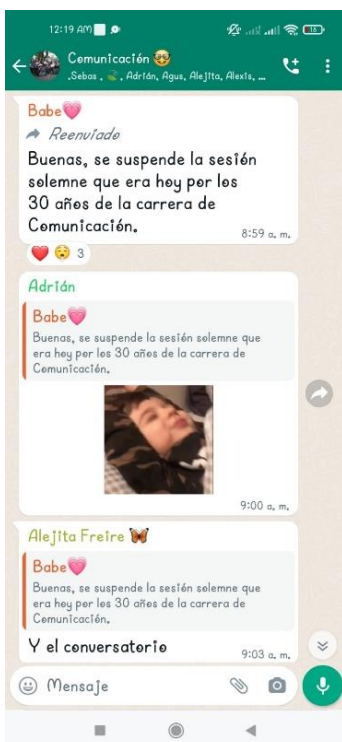 12:19 AM
18
Comunicación
.Sebas , , Adrián, Agus, Alejita, Alexis, ...
Babe
Reenviado
Buenas, se suspende la sesión
solemne que era hoy por los
30 años de la carrera de
Comunicación.
8:59 a. m.
3
Adrián
Babe
Buenas, se suspende la sesión solemne que
era hoy por los 30 años de la carrera de
Comunicación.
9:00 a. m.
Alejita Freire
Babe
Buenas, se suspende la sesión solemne que
era hoy por los 30 años de la carrera de
Comunicación.
Y el conversatorio
9:03 a. m.
Mensaje